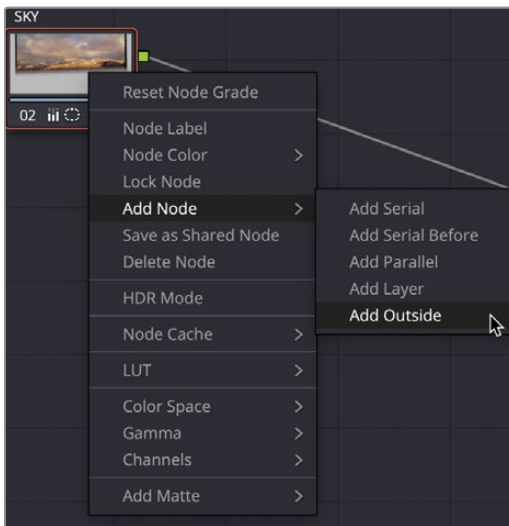 SKY
02
Reset Node Grade
Node Label
Node Color >
Lock Node
Add Node >
Save as Shared Node
Delete Node
HDR Mode
Node Cache >
LUT >
Color Space >
Gamma >
Channels >
Add Matte >
Add Serial
Add Serial Before
Add Parallel
Add Layer
Add Outside